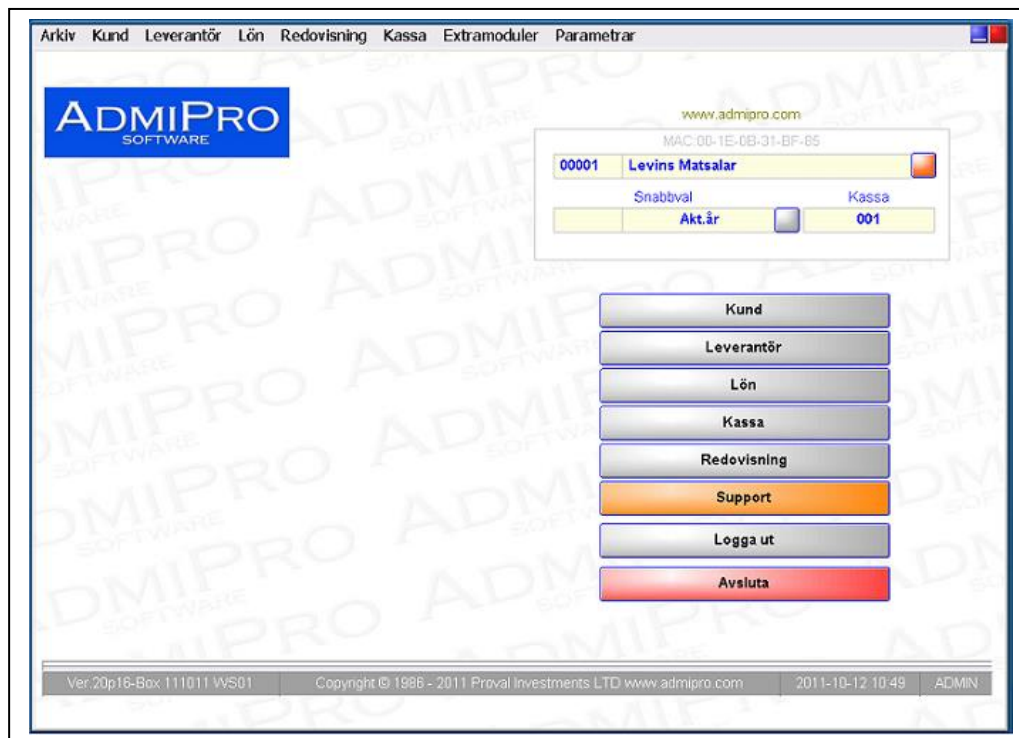 Arkiv Kund Leverantör Lön Redovisning Kassa Extramoduler Parametrar
ADMIPRO
SOFTWARE
www.admipro.com
MAC:00-1E-0B-31-BF-85
00001 Levins Matsalar
Snabbval Kassa
Akt.år 001
Kund
Leverantör
Lön
Kassa
Redovisning
Support
Logga ut
Avsluta
Ver.20p16-Box 111011 WS01 Copyright © 1986 - 2011 Proval Investments LTD www.admipro.com 2011-10-12 10:49 ADMIN